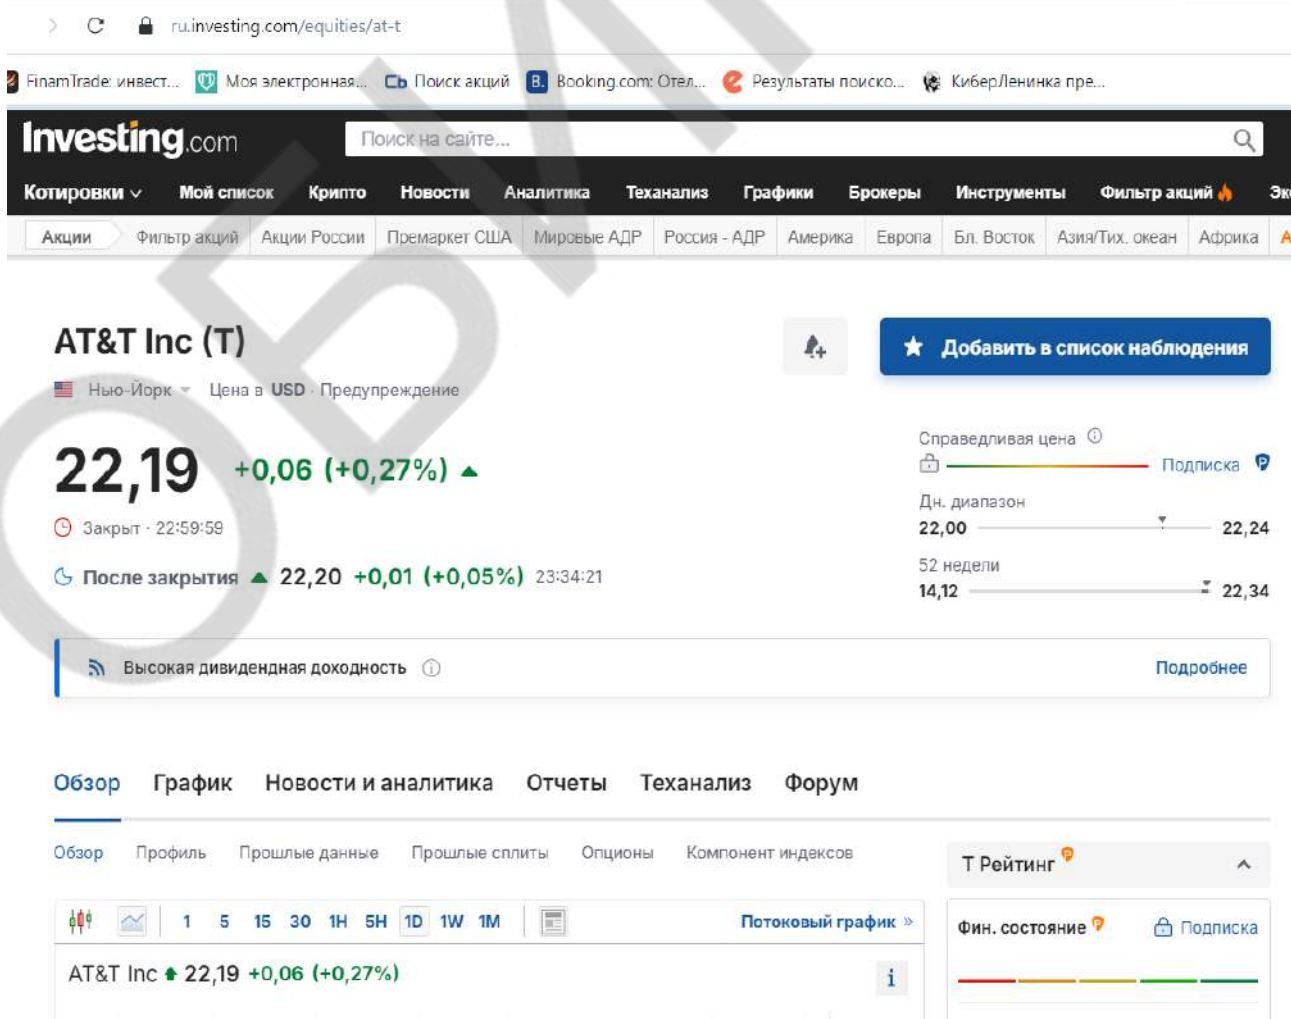 ru.investing.com/equities/at-t
FinamTrade: инвест... Моя электронная... Сь Поиск акций B. Booking.com: Отел... Результаты поиско... КиберЛенинка пре...
Investing.com Поиск на сайте...
Котировки Мой список Крипто Новости Аналитика Теханализ Графики Брокеры Инструменты Фильтр акций Эк
Акции Фильтр акций Акции России Премаркет США Мировые АДР Россия - АДР Америка Европа Бл. Восток Азия/Тих. океан Африка А
AT&T Inc (T)
Добавить в список наблюдения
Нью-Йорк Цена в USD · Предупреждение
22,19 +0,06 (+0,27%)
Закрыт · 22:59:59
После закрытия 22,20 +0,01 (+0,05%) 23:34:21
Справедливая цена
Подписка
Дн. диапазон
22,00 22,24
52 недели
14,12 22,34
Высокая дивидендная доходность Подробнее
Обзор График Новости и аналитика Отчеты Теханализ Форум
Обзор Профиль Прошлые данные Прошлые сплиты Опционы Компонент индексов
Т Рейтинг
1 5 15 30 1H 5H 1D 1W 1M Потоковый график »
Фин. состояние Подписка
AT&T Inc 22,19 +0,06 (+0,27%) i